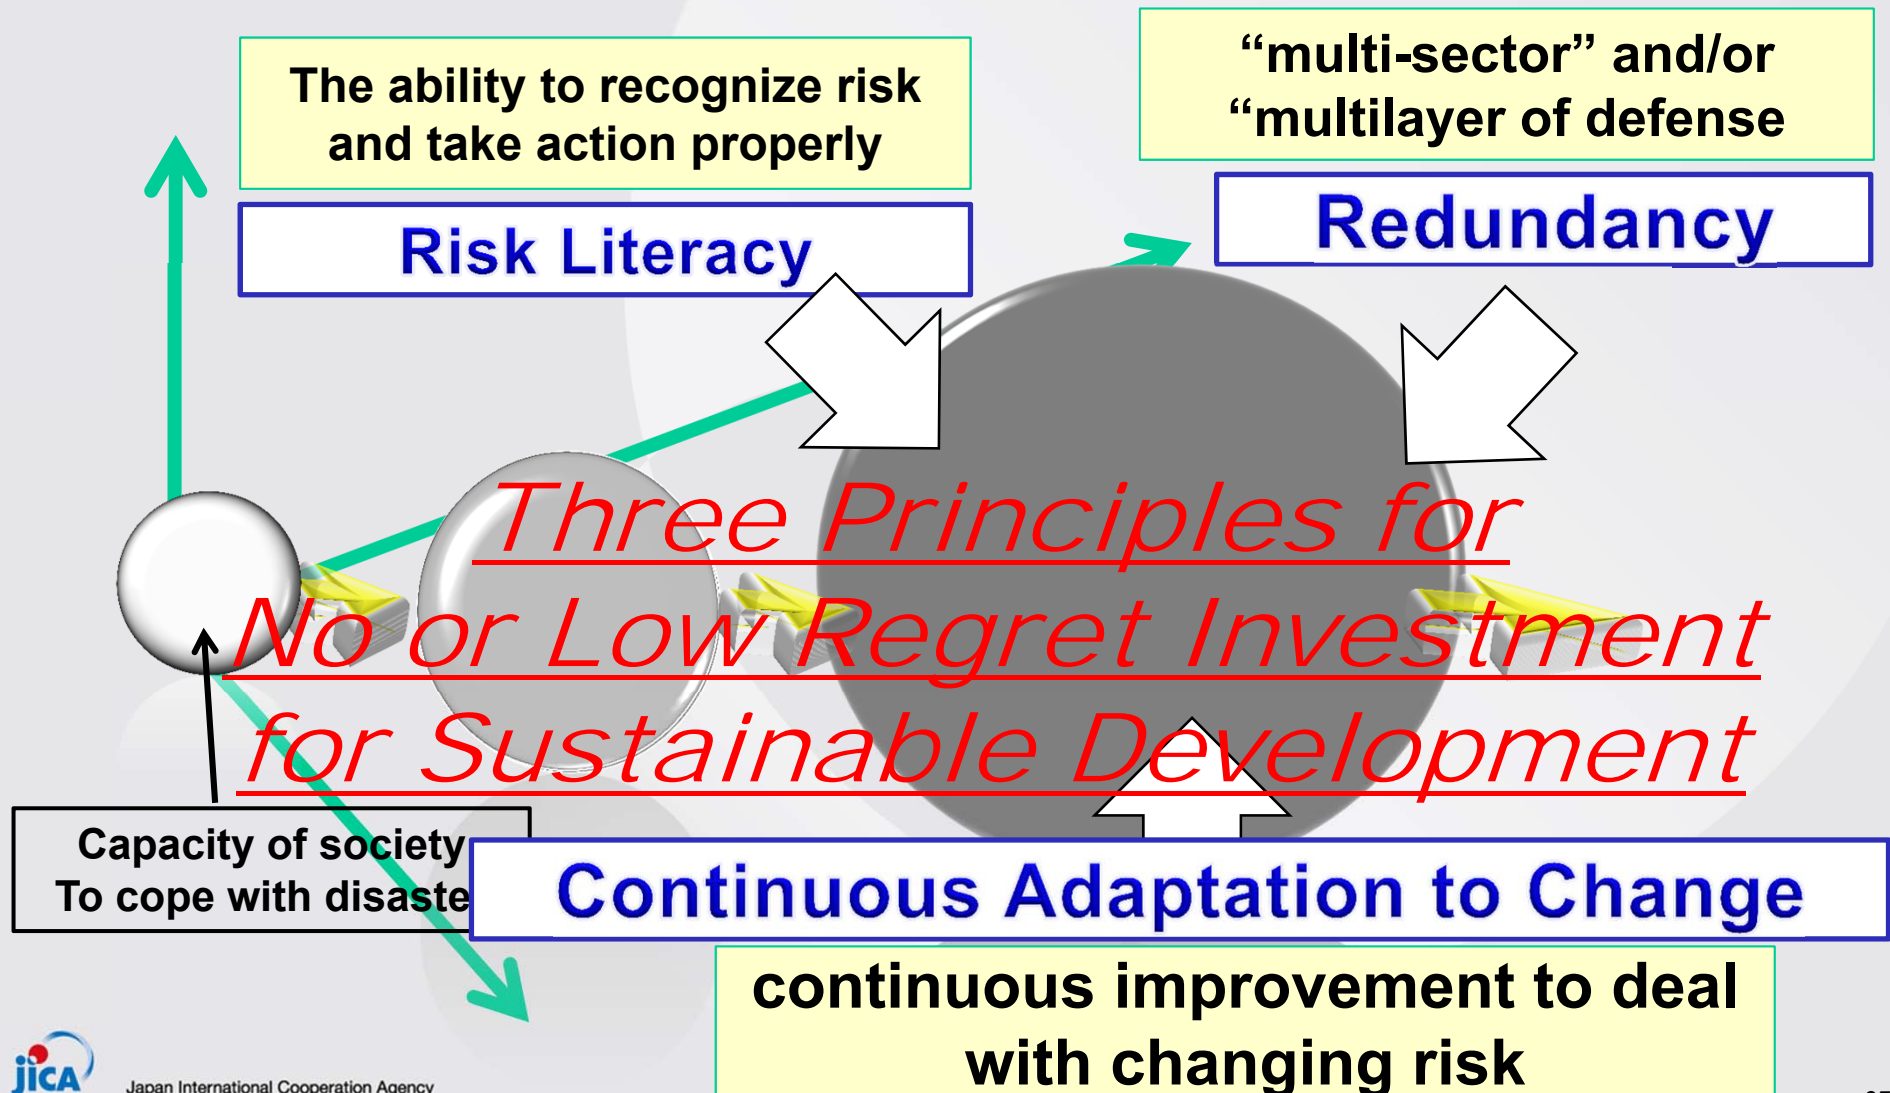 The ability to recognize risk
and take action properly
“multi-sector” and/or
“multilayer of defense
Risk Literacy
Redundancy
Three Principles for
No or Low Regret Investment
for Sustainable Development
Capacity of society
To cope with disaste
Continuous Adaptation to Change
continuous improvement to deal
with changing risk
jICA
Japan International Cooperation Agency